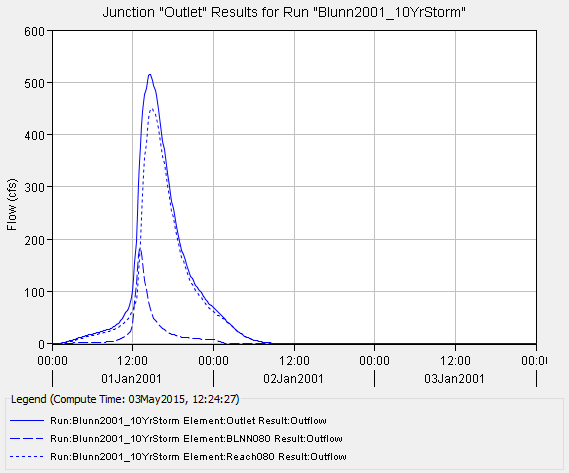 Junction "Outlet" Results for Run "Blunn2001_10YrStorm"
600
500
400
300
200
100
0
Flow (cfs)
00:00 12:00 00:00 12:00 00:00 12:00 00:0
01Jan2001 02Jan2001 03Jan2001
Legend (Compute Time: 03May2015, 12:24:27)
Run:Blunn2001_10YrStorm Element:Outlet Result:Outflow
Run:Blunn2001_10YrStorm Element:BLNN080 Result:Outflow
Run:Blunn2001_10YrStorm Element:Reach080 Result:Outflow